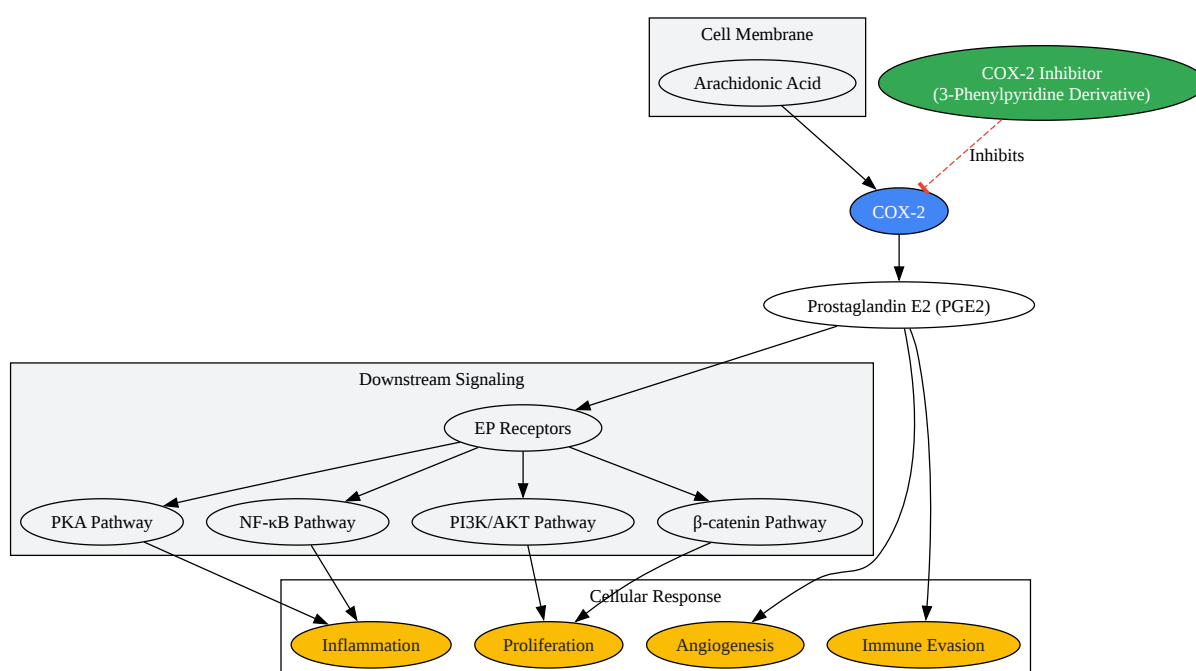 Cell Membrane
Arachidonic Acid
COX-2 Inhibitor
(3-Phenylpyridine Derivative)
Inhibits
COX-2
Prostaglandin E2 (PGE2)
Downstream Signaling
EP Receptors
PKA Pathway
NF-κB Pathway
PI3K/AKT Pathway
β-catenin Pathway
Cellular Response
Inflammation
Proliferation
Angiogenesis
Immune Evasion